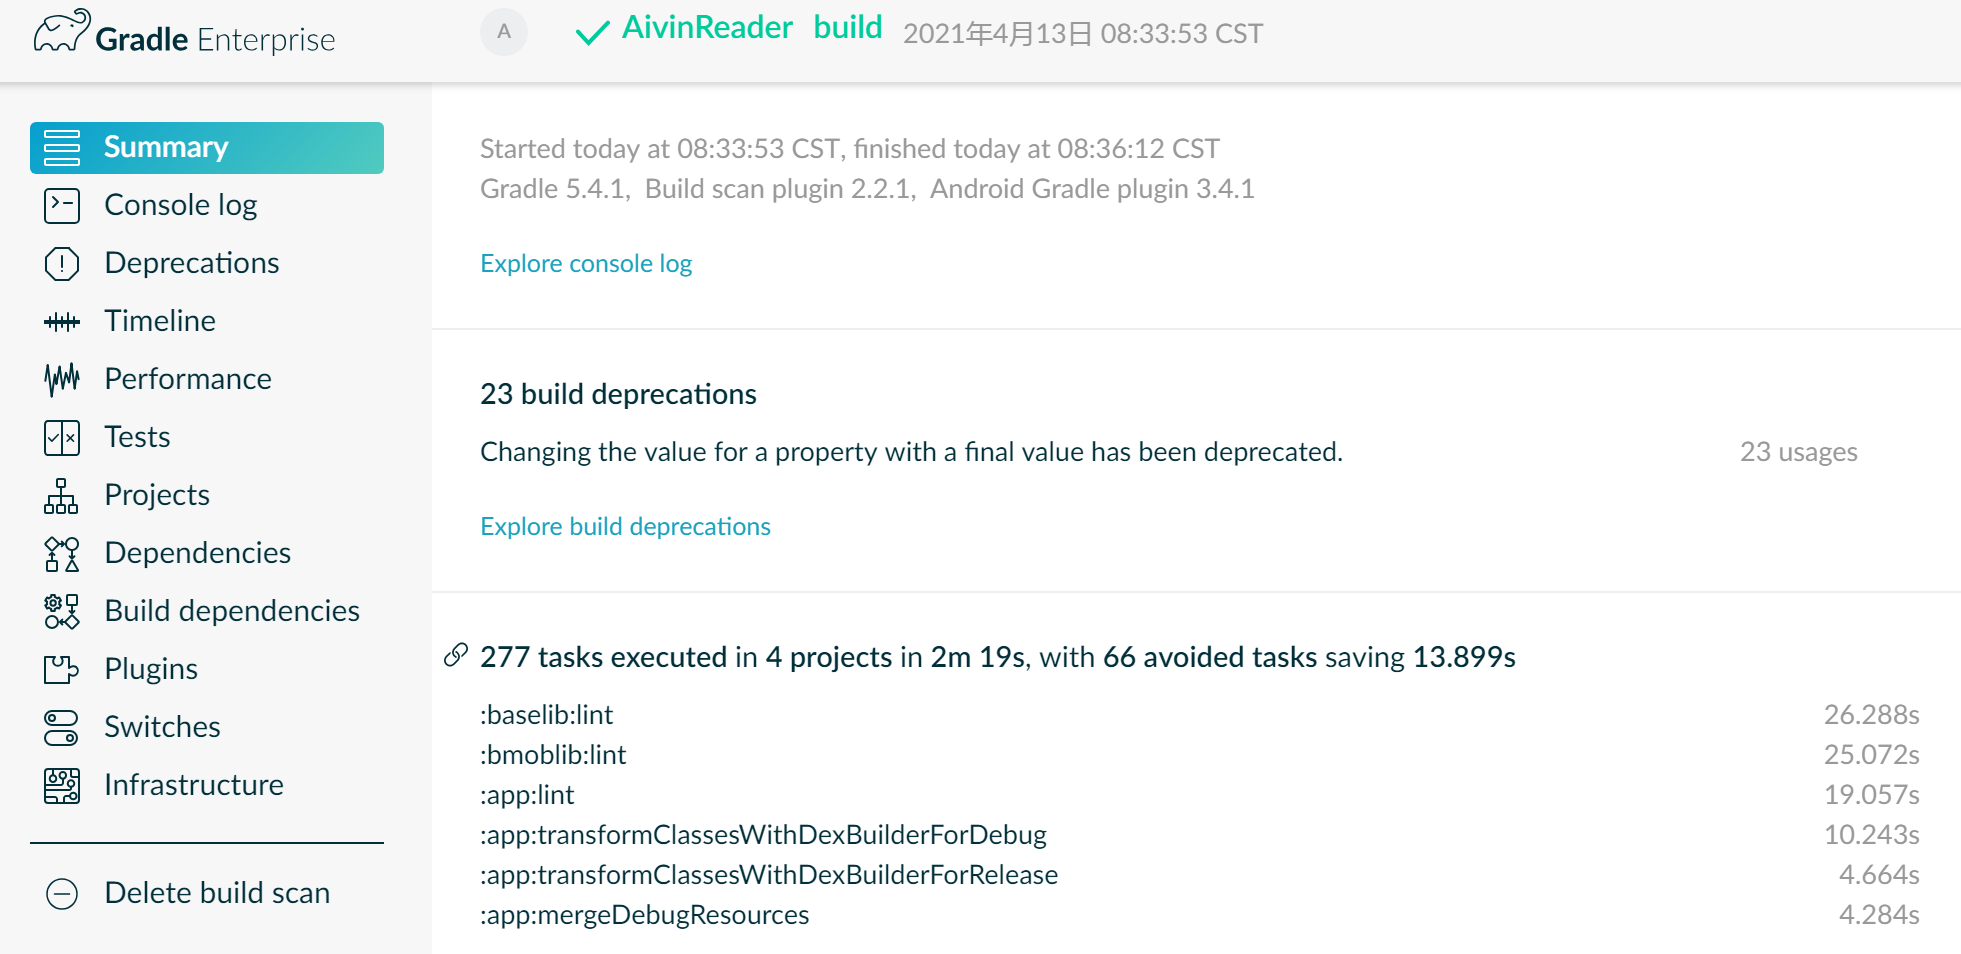 Gradle Enterprise
A
AivinReader build 2021年4月13日 08:33:53 CST
Summary
Console log
Deprecations
Timeline
Performance
Tests
Projects
Dependencies
Build dependencies
Plugins
Switches
Infrastructure
Delete build scan
Started today at 08:33:53 CST, finished today at 08:36:12 CST
Gradle 5.4.1, Build scan plugin 2.2.1, Android Gradle plugin 3.4.1
Explore console log
23 build deprecations
Changing the value for a property with a final value has been deprecated. 23 usages
Explore build deprecations
277 tasks executed in 4 projects in 2m 19s, with 66 avoided tasks saving 13.899s
:baselib:lint 26.288s
:bmoblib:lint 25.072s
:app:lint 19.057s
:app:transformClassesWithDexBuilderForDebug 10.243s
:app:transformClassesWithDexBuilderForRelease 4.664s
:app:mergeDebugResources 4.284s